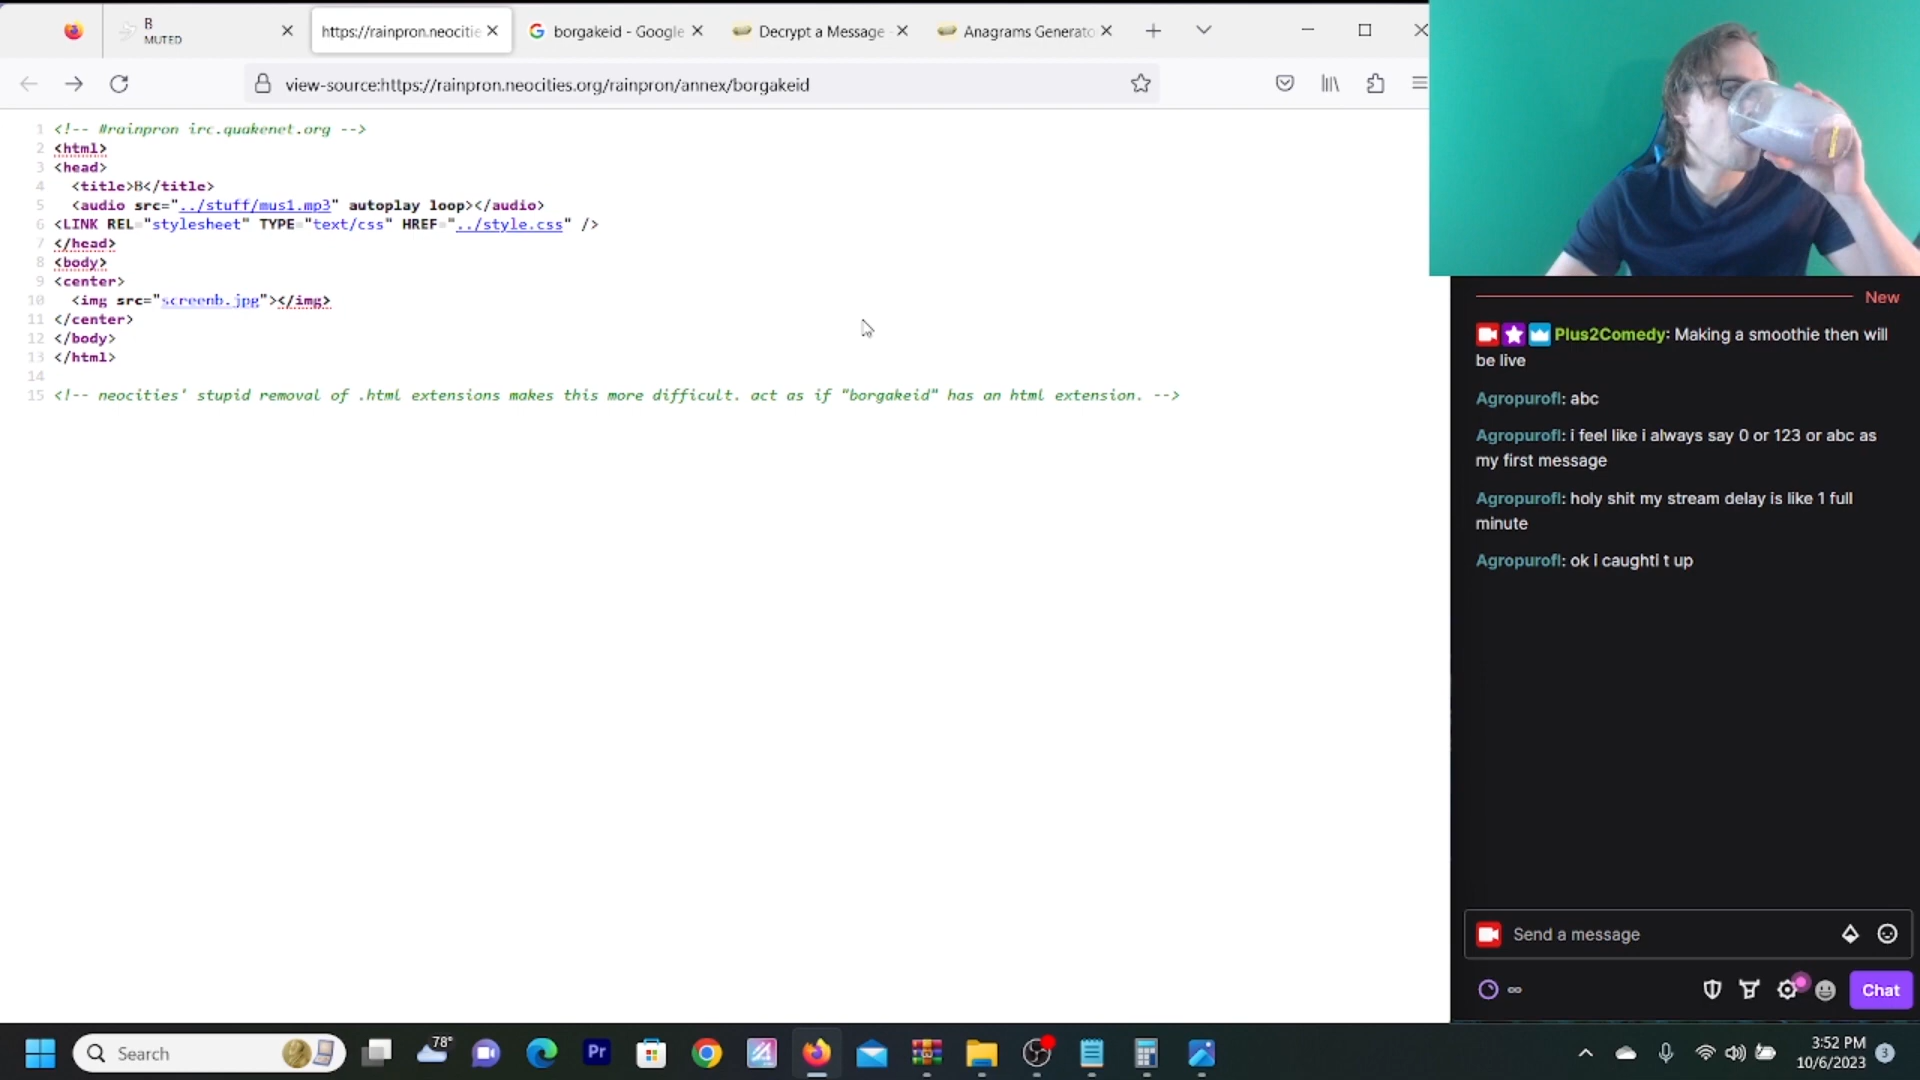 B
MUTED
https://rainpron.neocitie
borgakeid - Google
Decrypt a Message -
Anagrams Generato
view-source:https://rainpron.neocities.org/rainpron/annex/borgakeid
1 <!-- #rainpron irc.quakenet.org -->
2 <html>
3 <head>
4 <title>B</title>
5 <audio src="../stuff/mus1.mp3" autoplay loop></audio>
6 <LINK REL="stylesheet" TYPE="text/css" HREF="../style.css" />
7 </head>
8 <body>
9 <center>
10 <img src="screenb.jpg"></img>
11 </center>
12 </body>
13 </html>
14
15 <!-- neocities' stupid removal of .html extensions makes this more difficult. act as if "borgakeid" has an html extension. -->
New
Plus2Comedy: Making a smoothie then will
be live
Agropurofl: abc
Agropurofl: i feel like i always say 0 or 123 or abc as
my first message
Agropurofl: holy shit my stream delay is like 1 full
minute
Agropurofl: ok i caughti t up
Send a message
Chat
Search
78°
Pr
3:52 PM
10/6/2023
3